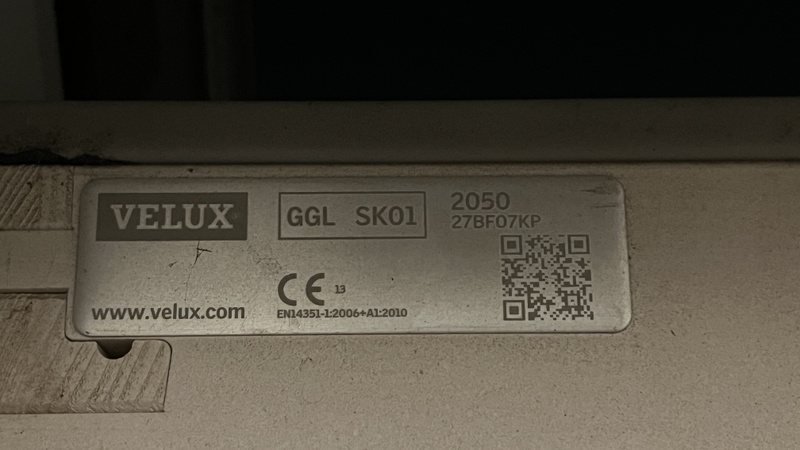 VELUX
GGL SK01
2050
27BF07KP
CE 13
www.velux.com
EN14351-1:2006+A1:2010